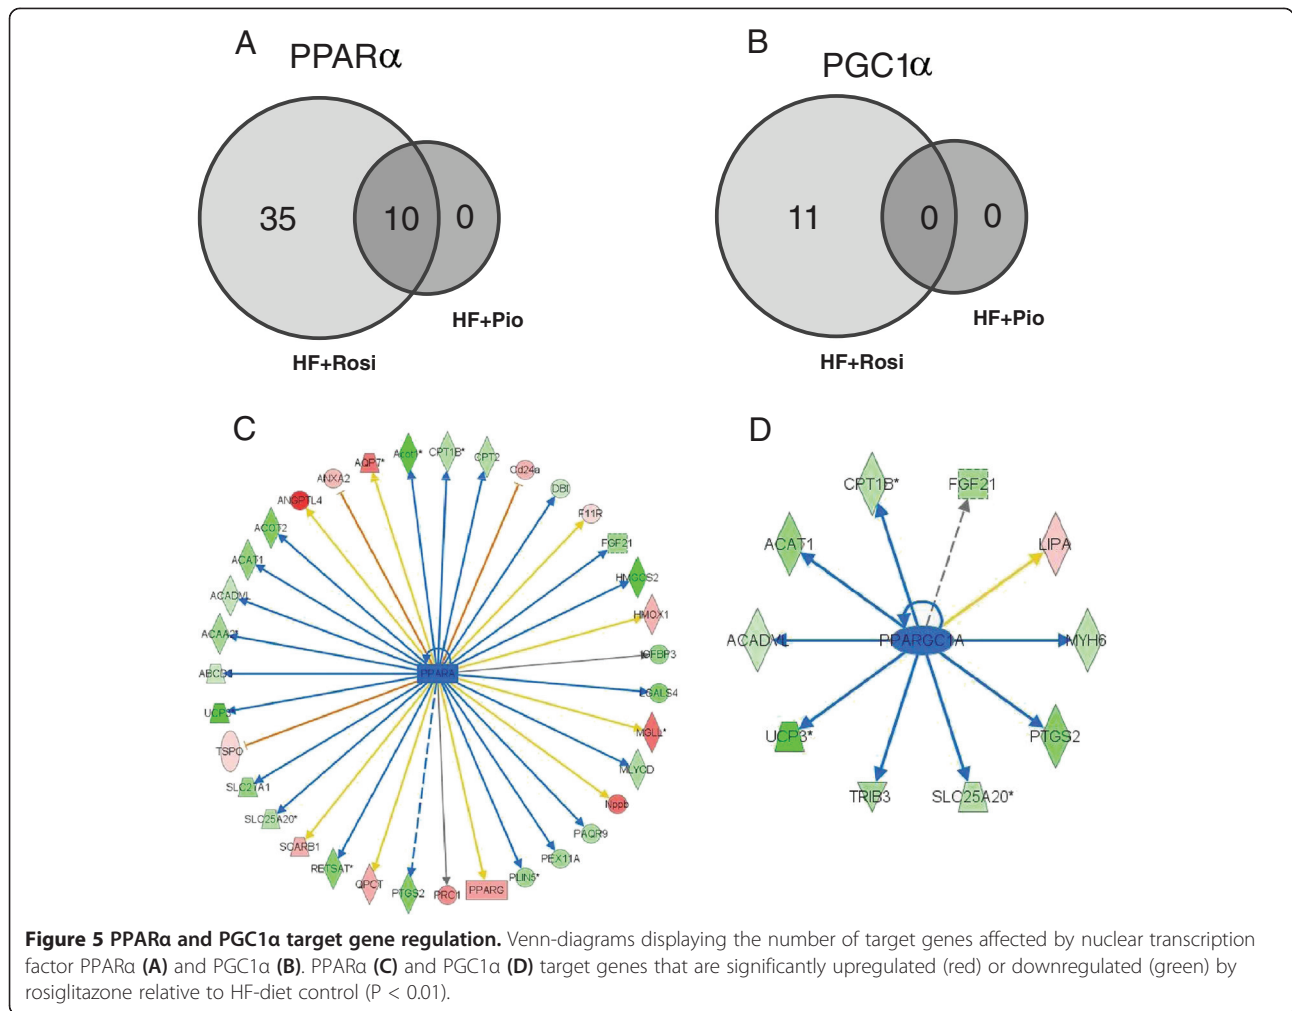 A
PPARα
35
10
0
HF+Pio
HF+Rosi
B
PGC1α
11
0
0
HF+Pio
HF+Rosi
C
Acot1*
CPT1B*
CPT2
Cd24a
DBI
F11R
FGF21
HMGCS2
HMOX1
IGFBP3
LGALS4
MGLL*
MLYCD
Nppb
PAQR9
PEX11A
PLIN5*
PPARG
PRC1
PTGS2
QPCT
RETSAT*
SCARB1
SLC25A20*
TSPO
ACAA2
ACADVL
ACAT1
ACOT2
ANGPTL4
ANXA2
AQP7*
PPARA
D
CPT1B*
FGF21
LIPA
MYH6
PTGS2
SLC25A20*
TRIB3
UCP3*
ACADVL
ACAT1
PPARGC1A
Figure 5 PPARα and PGC1α target gene regulation. Venn-diagrams displaying the number of target genes affected by nuclear transcription
factor PPARα (A) and PGC1α (B). PPARα (C) and PGC1α (D) target genes that are significantly upregulated (red) or downregulated (green) by
rosiglitazone relative to HF-diet control (P < 0.01).